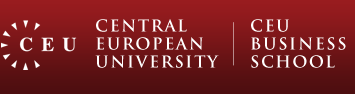 CEU
CENTRAL
EUROPEAN
UNIVERSITY
CEU
BUSINESS
SCHOOL